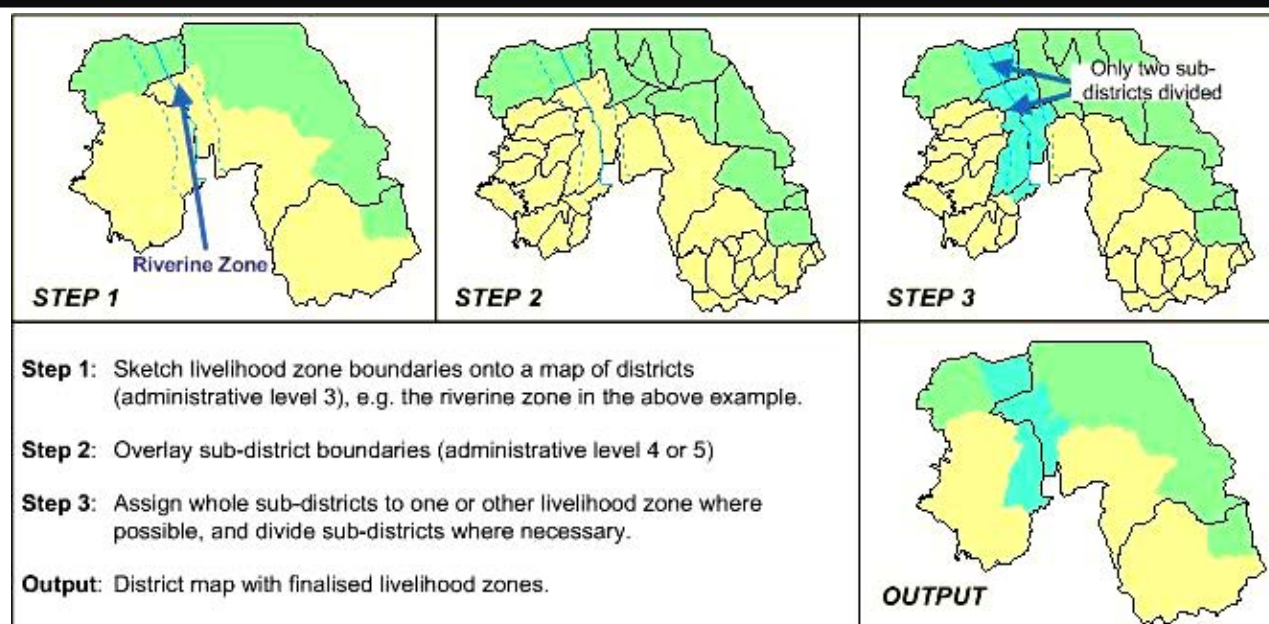 Only two sub-
districts divided
Riverine Zone
STEP 1
STEP 2
STEP 3
Step 1: Sketch livelihood zone boundaries onto a map of districts
(administrative level 3), e.g. the riverine zone in the above example.
Step 2: Overlay sub-district boundaries (administrative level 4 or 5)
Step 3: Assign whole sub-districts to one or other livelihood zone where
possible, and divide sub-districts where necessary.
Output: District map with finalised livelihood zones.
OUTPUT